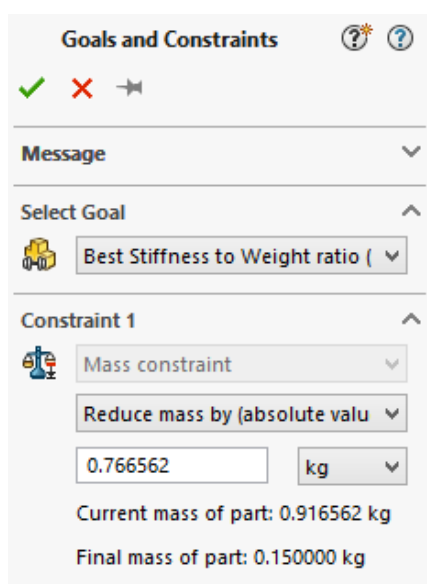 Goals and Constraints
Message
Select Goal
Best Stiffness to Weight ratio (
Constraint 1
Mass constraint
Reduce mass by (absolute valu
0.766562 kg
Current mass of part: 0.916562 kg
Final mass of part: 0.150000 kg